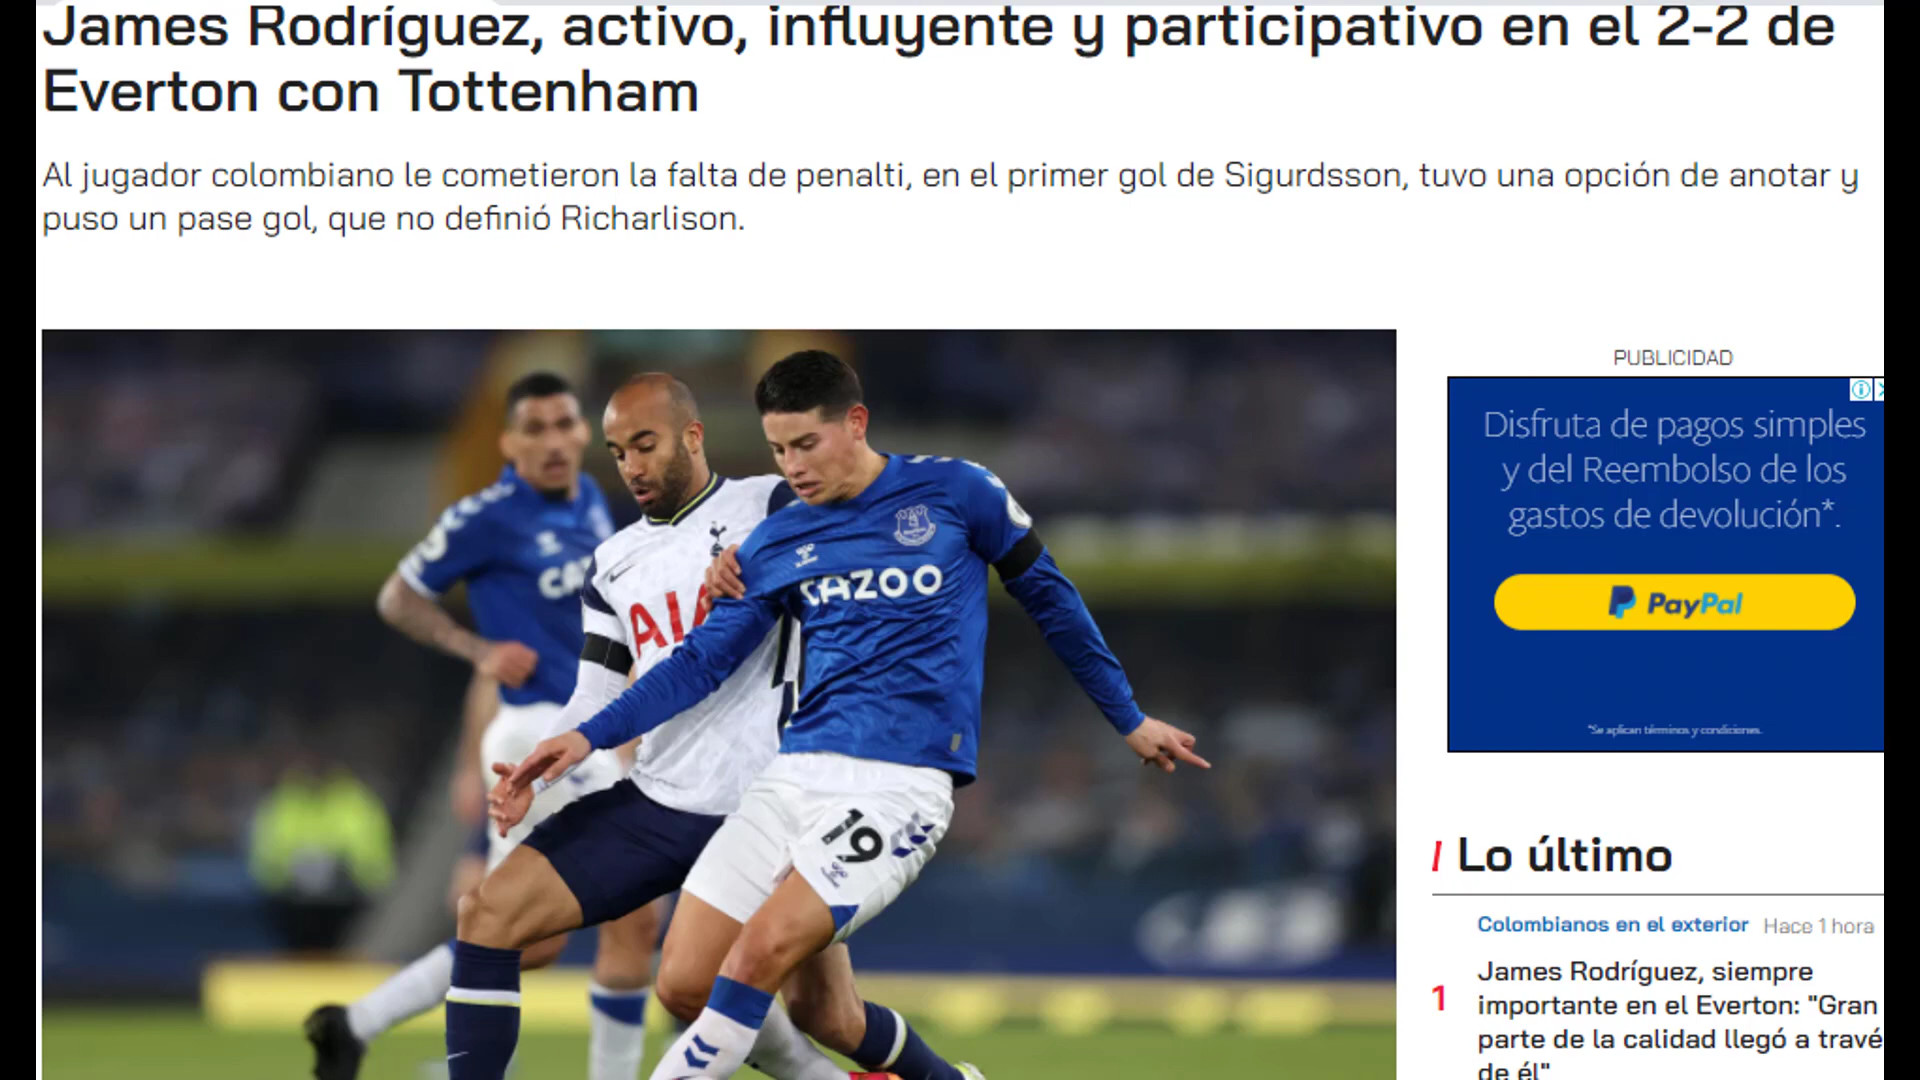 James Rodríguez, activo, influyente y participativo en el 2-2 de
Everton con Tottenham
Al jugador colombiano le cometieron la falta de penalti, en el primer gol de Sigurdsson, tuvo una opción de anotar y
puso un pase gol, que no definió Richarlison.
PUBLICIDAD
Disfruta de pagos simples
y del Reembolso de los
gastos de devolución*.
PayPal
*Se aplican términos y condiciones.
CAZOO
19
/ Lo último
Colombianos en el exterior Hace 1 hora
1
James Rodríguez, siempre
importante en el Everton: "Gran
parte de la calidad llegó a travé
de él"